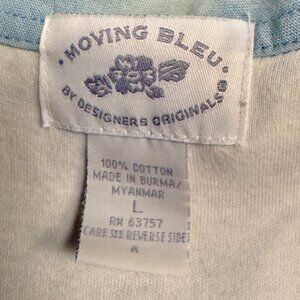 • MOVING BLEU •
BY DESIGNERS ORIGINALS ®
100% COTTON
MADE IN BURMA/
MYANMAR
L
RN 63757
CARE SEE REVERSE SIDE
A